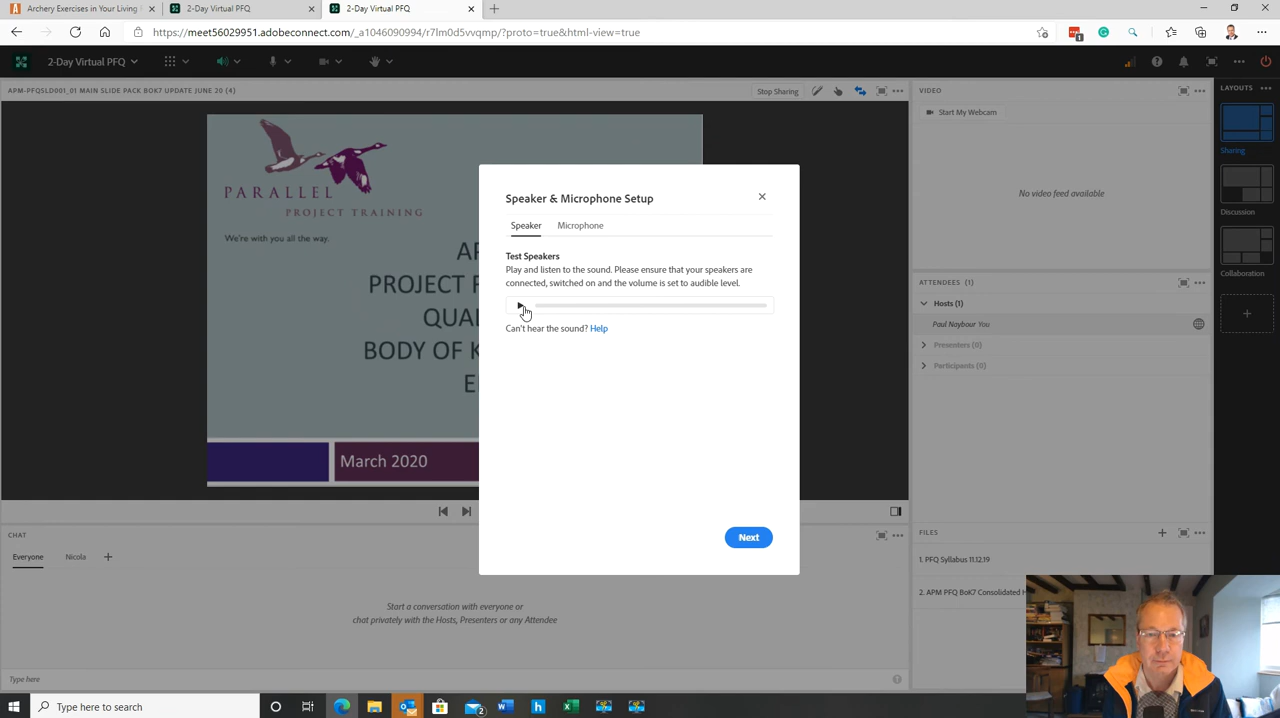 Archery Exercises in Your Living
2-Day Virtual PFQ
2-Day Virtual PFQ
https://meet56029951.adobeconnect.com/_a1046090994/r7lm0d5vvqmp/?proto=true&html-view=true
1
2-Day Virtual PFQ
APM-PFQSLD001_01 MAIN SLIDE PACK BOK7 UPDATE JUNE 20 (4)
Stop Sharing
VIDEO
LAYOUTS
Start My Webcam
Sharing
No video feed available
Discussion
Collaboration
PARALLEL
PROJECT TRAINING
We're with you all the way.
PROJECT F
QUA
BODY OF K
E
March 2020
Speaker & Microphone Setup
Speaker
Microphone
Test Speakers
Play and listen to the sound. Please ensure that your speakers are
connected, switched on and the volume is set to audible level.
Can't hear the sound? Help
Next
ATTENDEES (1)
Hosts (1)
Paul Naybour You
Presenters (0)
Participants (0)
CHAT
Everyone
Nicola
Start a conversation with everyone or
chat privately with the Hosts, Presenters or any Attendee
Type here
FILES
1. PFQ Syllabus 11.12.19
2. APM PFQ BoK7 Consolidated H
Type here to search
2